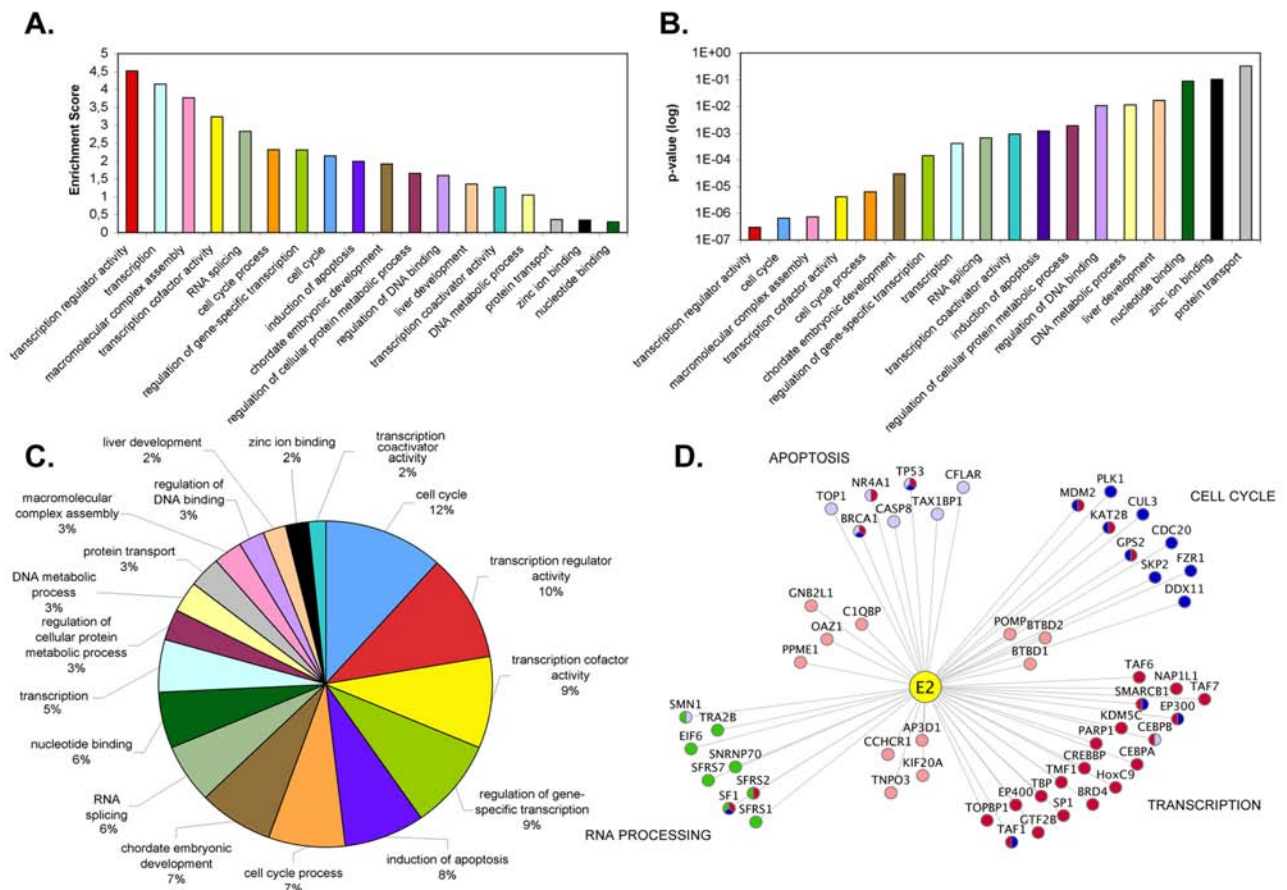 A.
Enrichment Score
5
4,5
4
3,5
3
2,5
2
1,5
1
0,5
0
transcription regulator activity
transcription
macromolecular complex assembly
transcription cofactor activity
RNA splicing
cell cycle process
regulation of gene-specific transcription
cell cycle
induction of apoptosis
chordate embryonic development
regulation of cellular protein metabolic process
regulation of DNA binding
liver development
transcription coactivator activity
DNA metabolic process
protein transport
zinc ion binding
nucleotide binding
B.
p-value (log)
1E+00
1E-01
1E-02
1E-03
1E-04
1E-05
1E-06
1E-07
transcription regulator activity
cell cycle
macromolecular complex assembly
transcription cofactor activity
cell cycle process
chordate embryonic development
regulation of gene-specific transcription
transcription
RNA splicing
transcription coactivator activity
induction of apoptosis
regulation of cellular protein metabolic process
regulation of DNA binding
DNA metabolic process
liver development
nucleotide binding
zinc ion binding
protein transport
C.
cell cycle
12%
transcription regulator
activity
10%
transcription cofactor
activity
9%
regulation of gene-
specific transcription
9%
induction of apoptosis
8%
cell cycle process
7%
chordate embryonic
development
7%
RNA
splicing
6%
nucleotide binding
6%
transcription
5%
regulation
of cellular protein
metabolic process
3%
DNA metabolic
process
3%
protein transport
3%
macromolecular
complex assembly
3%
regulation of
DNA binding
3%
liver development
2%
zinc ion binding
2%
transcription
coactivator
activity
2%
D.
APOPTOSIS
TP53
CFLAR
NR4A1
TOP1
CASP8
TAX1BP1
BRCA1
CELL CYCLE
PLK1
MDM2
CUL3
KAT2B
CDC20
GPS2
FZR1
SKP2
DDX11
GNB2L1
C1QBP
OAZ1
PPME1
POMP
BTBD2
BTBD1
E2
TAF6
NAP1L1
SMARCB1
TAF7
EP300
KDM5C
CEBPB
PARP1
CREBBP
CEBPA
TMF1
HoxC9
TBP
BRD4
EP400
SP1
TOPBP1
GTF2B
TAF1
TRANSCRIPTION
SMN1
TRA2B
EIF6
SNRNP70
SFRS7
SFRS2
SF1
SFRS1
RNA PROCESSING
AP3D1
CCHCR1
KIF20A
TNPO3